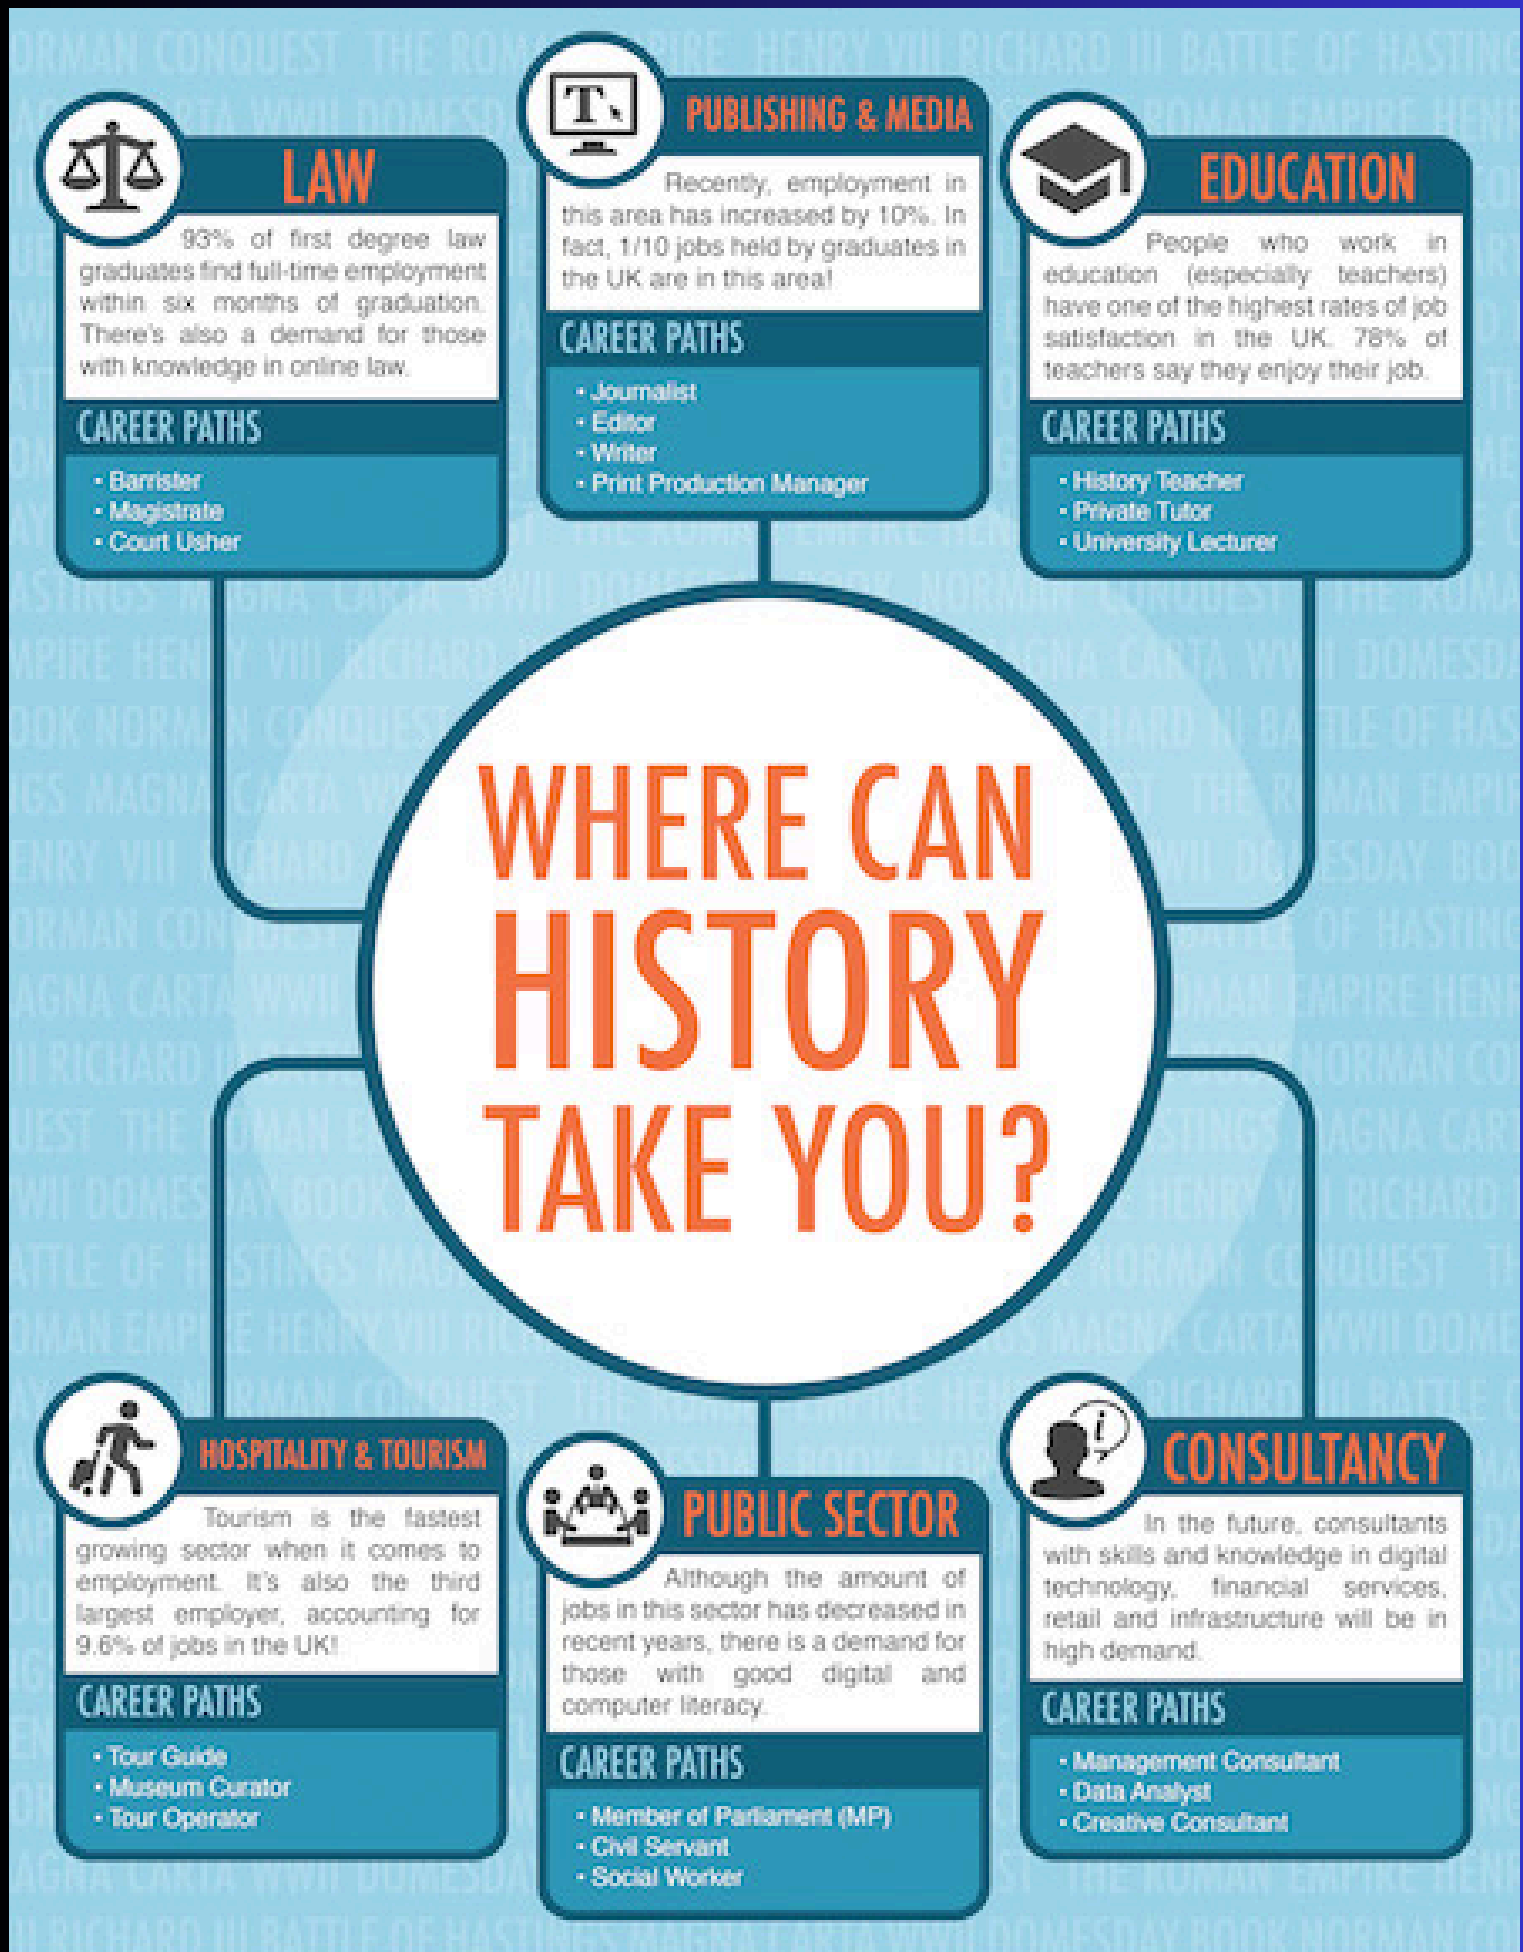 LAW
93% of first degree law
graduates find full-time employment
within six months of graduation.
There's also a demand for those
with knowledge in online law.
CAREER PATHS
• Barrister
• Magistrate
• Court Usher
T
PUBLISHING & MEDIA
Recently, employment in
this area has increased by 10%. In
fact, 1/10 jobs held by graduates in
the UK are in this area!
CAREER PATHS
• Journalist
• Editor
• Writer
• Print Production Manager
EDUCATION
People who work in
education (especially teachers)
have one of the highest rates of job
satisfaction in the UK. 78% of
teachers say they enjoy their job.
CAREER PATHS
• History Teacher
• Private Tutor
• University Lecturer
WHERE CAN
HISTORY
TAKE YOU?
HOSPITALITY & TOURISM
Tourism is the fastest
growing sector when it comes to
employment. It's also the third
largest employer, accounting for
9.6% of jobs in the UK!
CAREER PATHS
• Tour Guide
• Museum Curator
• Tour Operator
PUBLIC SECTOR
Although the amount of
jobs in this sector has decreased in
recent years, there is a demand for
those with good digital and
computer literacy.
CAREER PATHS
• Member of Parliament (MP)
• Civil Servant
• Social Worker
i
CONSULTANCY
In the future, consultants
with skills and knowledge in digital
technology, financial services,
retail and infrastructure will be in
high demand.
CAREER PATHS
• Management Consultant
• Data Analyst
• Creative Consultant